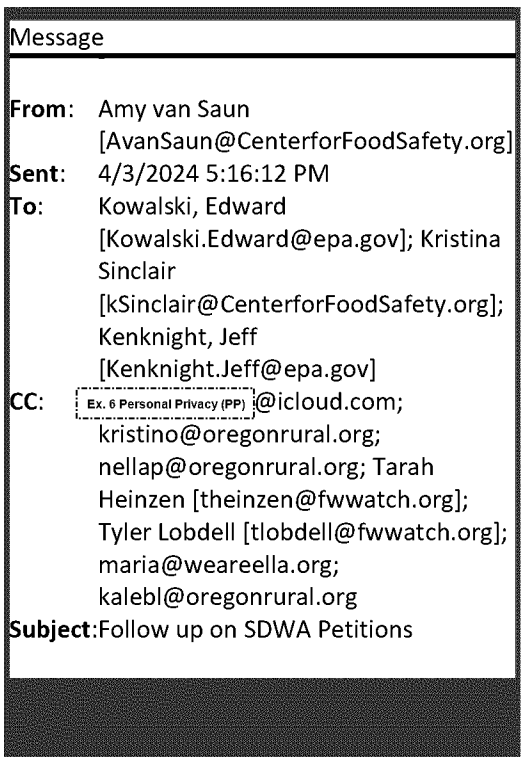 Message
From: Amy van Saun
[AvanSaun@CenterforFoodSafety.org]
Sent: 4/3/2024 5:16:12 PM
To: Kowalski, Edward
[Kowalski.Edward@epa.gov]; Kristina
Sinclair
[kSinclair@CenterforFoodSafety.org];
Kenknight, Jeff
[Kenknight.Jeff@epa.gov]
CC: Ex. 6 Personal Privacy (PP) @icloud.com;
kristino@oregonrural.org;
nellap@oregonrural.org; Tarah
Heinzen [theinzen@fwwatch.org];
Tyler Lobdell [tlobdell@fwwatch.org];
maria@weareella.org;
kalebl@oregonrural.org
Subject:Follow up on SDWA Petitions